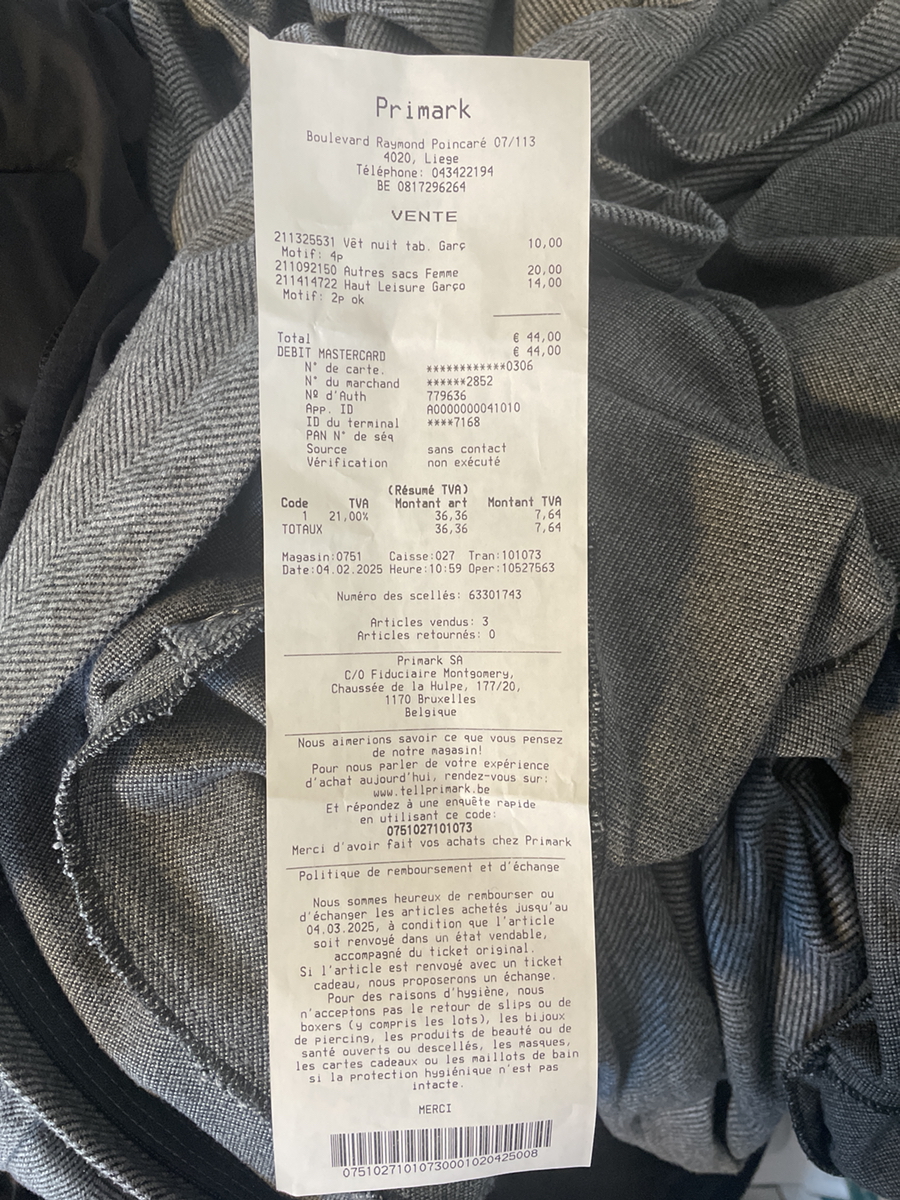 Primark
Boulevard Raymond Poincaré 07/113
4020, Liege
Téléphone: 043422194
BE 0817296264
VENTE
211325531 Vêt nuit tab. Garç 10,00
Motif: 4p
211092150 Autres sacs Femme 20,00
211414722 Haut Leisure Garço 14,00
Motif: 2p ok
Total € 44,00
DEBIT MASTERCARD € 44,00
N° de carte. ************0306
N° du marchand ******2852
Nº d'Auth 779636
App. ID A0000000041010
ID du terminal ****7168
PAN N° de séq
Source sans contact
Vérification non exécuté
(Résumé TVA)
Code TVA Montant art Montant TVA
1 21,00% 36,36 7,64
TOTAUX 36,36 7,64
Magasin:0751 Caisse:027 Tran:101073
Date:04.02.2025 Heure:10:59 Oper:10527563
Numéro des scellés: 63301743
Articles vendus: 3
Articles retournés: 0
Primark SA
C/O Fiduciaire Montgomery,
Chaussée de la Hulpe, 177/20,
1170 Bruxelles
Belgique
Nous aimerions savoir ce que vous pensez
de notre magasin!
Pour nous parler de votre expérience
d'achat aujourd'hui, rendez-vous sur:
www.tellprimark.be
Et répondez à une enquête rapide
en utilisant ce code:
0751027101073
Merci d'avoir fait vos achats chez Primark
Politique de remboursement et d'échange
Nous sommes heureux de rembourser ou
d'échanger les articles achetés jusqu'au
04.03.2025, à condition que l'article
soit renvoyé dans un état vendable,
accompagné du ticket original.
Si l'article est renvoyé avec un ticket
cadeau, nous proposerons un échange.
Pour des raisons d'hygiène, nous
n'acceptons pas le retour de slips ou de
boxers (y compris les lots), les bijoux
de piercing, les produits de beauté ou de
santé ouverts ou descellés, les masques,
les cartes cadeaux ou les maillots de bain
si la protection hygiénique n'est pas
intacte.
MERCI
07510271010730001020425008